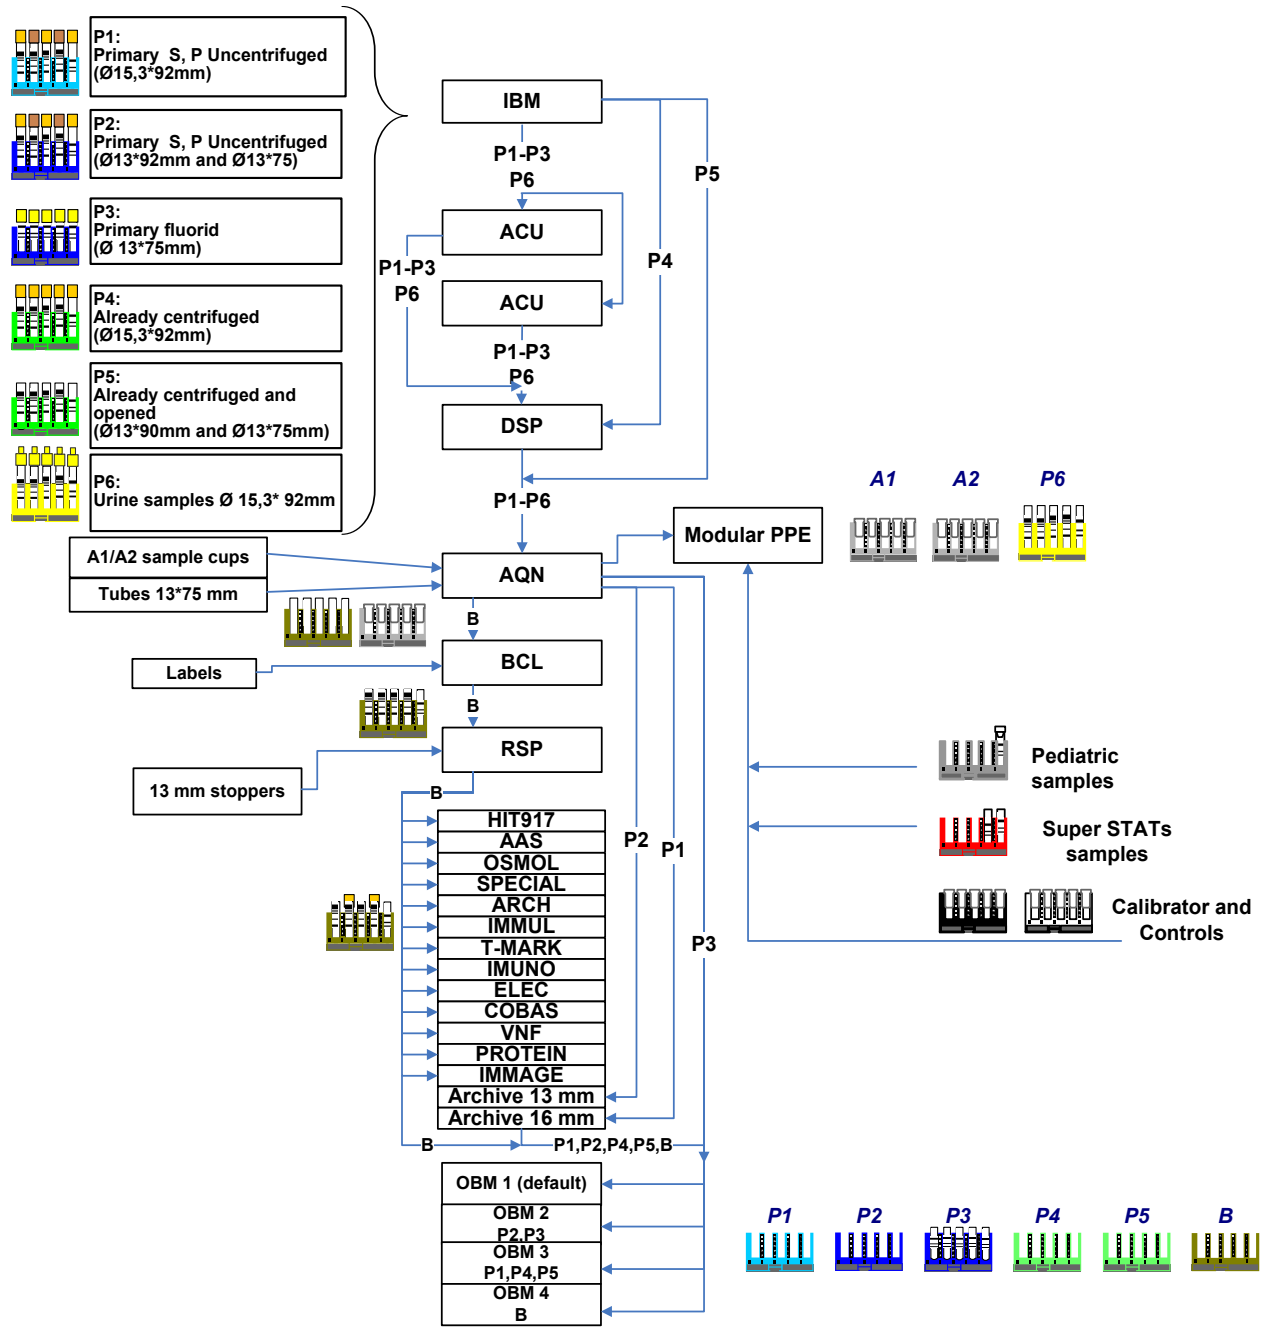 P1:
Primary S, P Uncentrifuged
(Ø15,3*92mm)
P2:
Primary S, P Uncentrifuged
(Ø13*92mm and Ø13*75)
P3:
Primary fluorid
(Ø 13*75mm)
P4:
Already centrifuged
(Ø15,3*92mm)
P5:
Already centrifuged and
opened
(Ø13*90mm and Ø13*75mm)
P6:
Urine samples Ø 15,3* 92mm
A1/A2 sample cups
Tubes 13*75 mm
Labels
13 mm stoppers
IBM
P1-P3
P6
P5
P4
ACU
P1-P3
P6
ACU
P1-P3
P6
DSP
P1-P6
AQN
Modular PPE
B
BCL
B
RSP
B
HIT917
AAS
OSMOL
SPECIAL
ARCH
IMMUL
T-MARK
IMUNO
ELEC
COBAS
VNF
PROTEIN
IMMAGE
Archive 13 mm
Archive 16 mm
P2
P1
P3
B
P1,P2,P4,P5,B
OBM 1 (default)
OBM 2
P2,P3
OBM 3
P1,P4,P5
OBM 4
B
A1 A2 P6
Pediatric
samples
Super STATs
samples
Calibrator and
Controls
P1 P2 P3 P4 P5 B